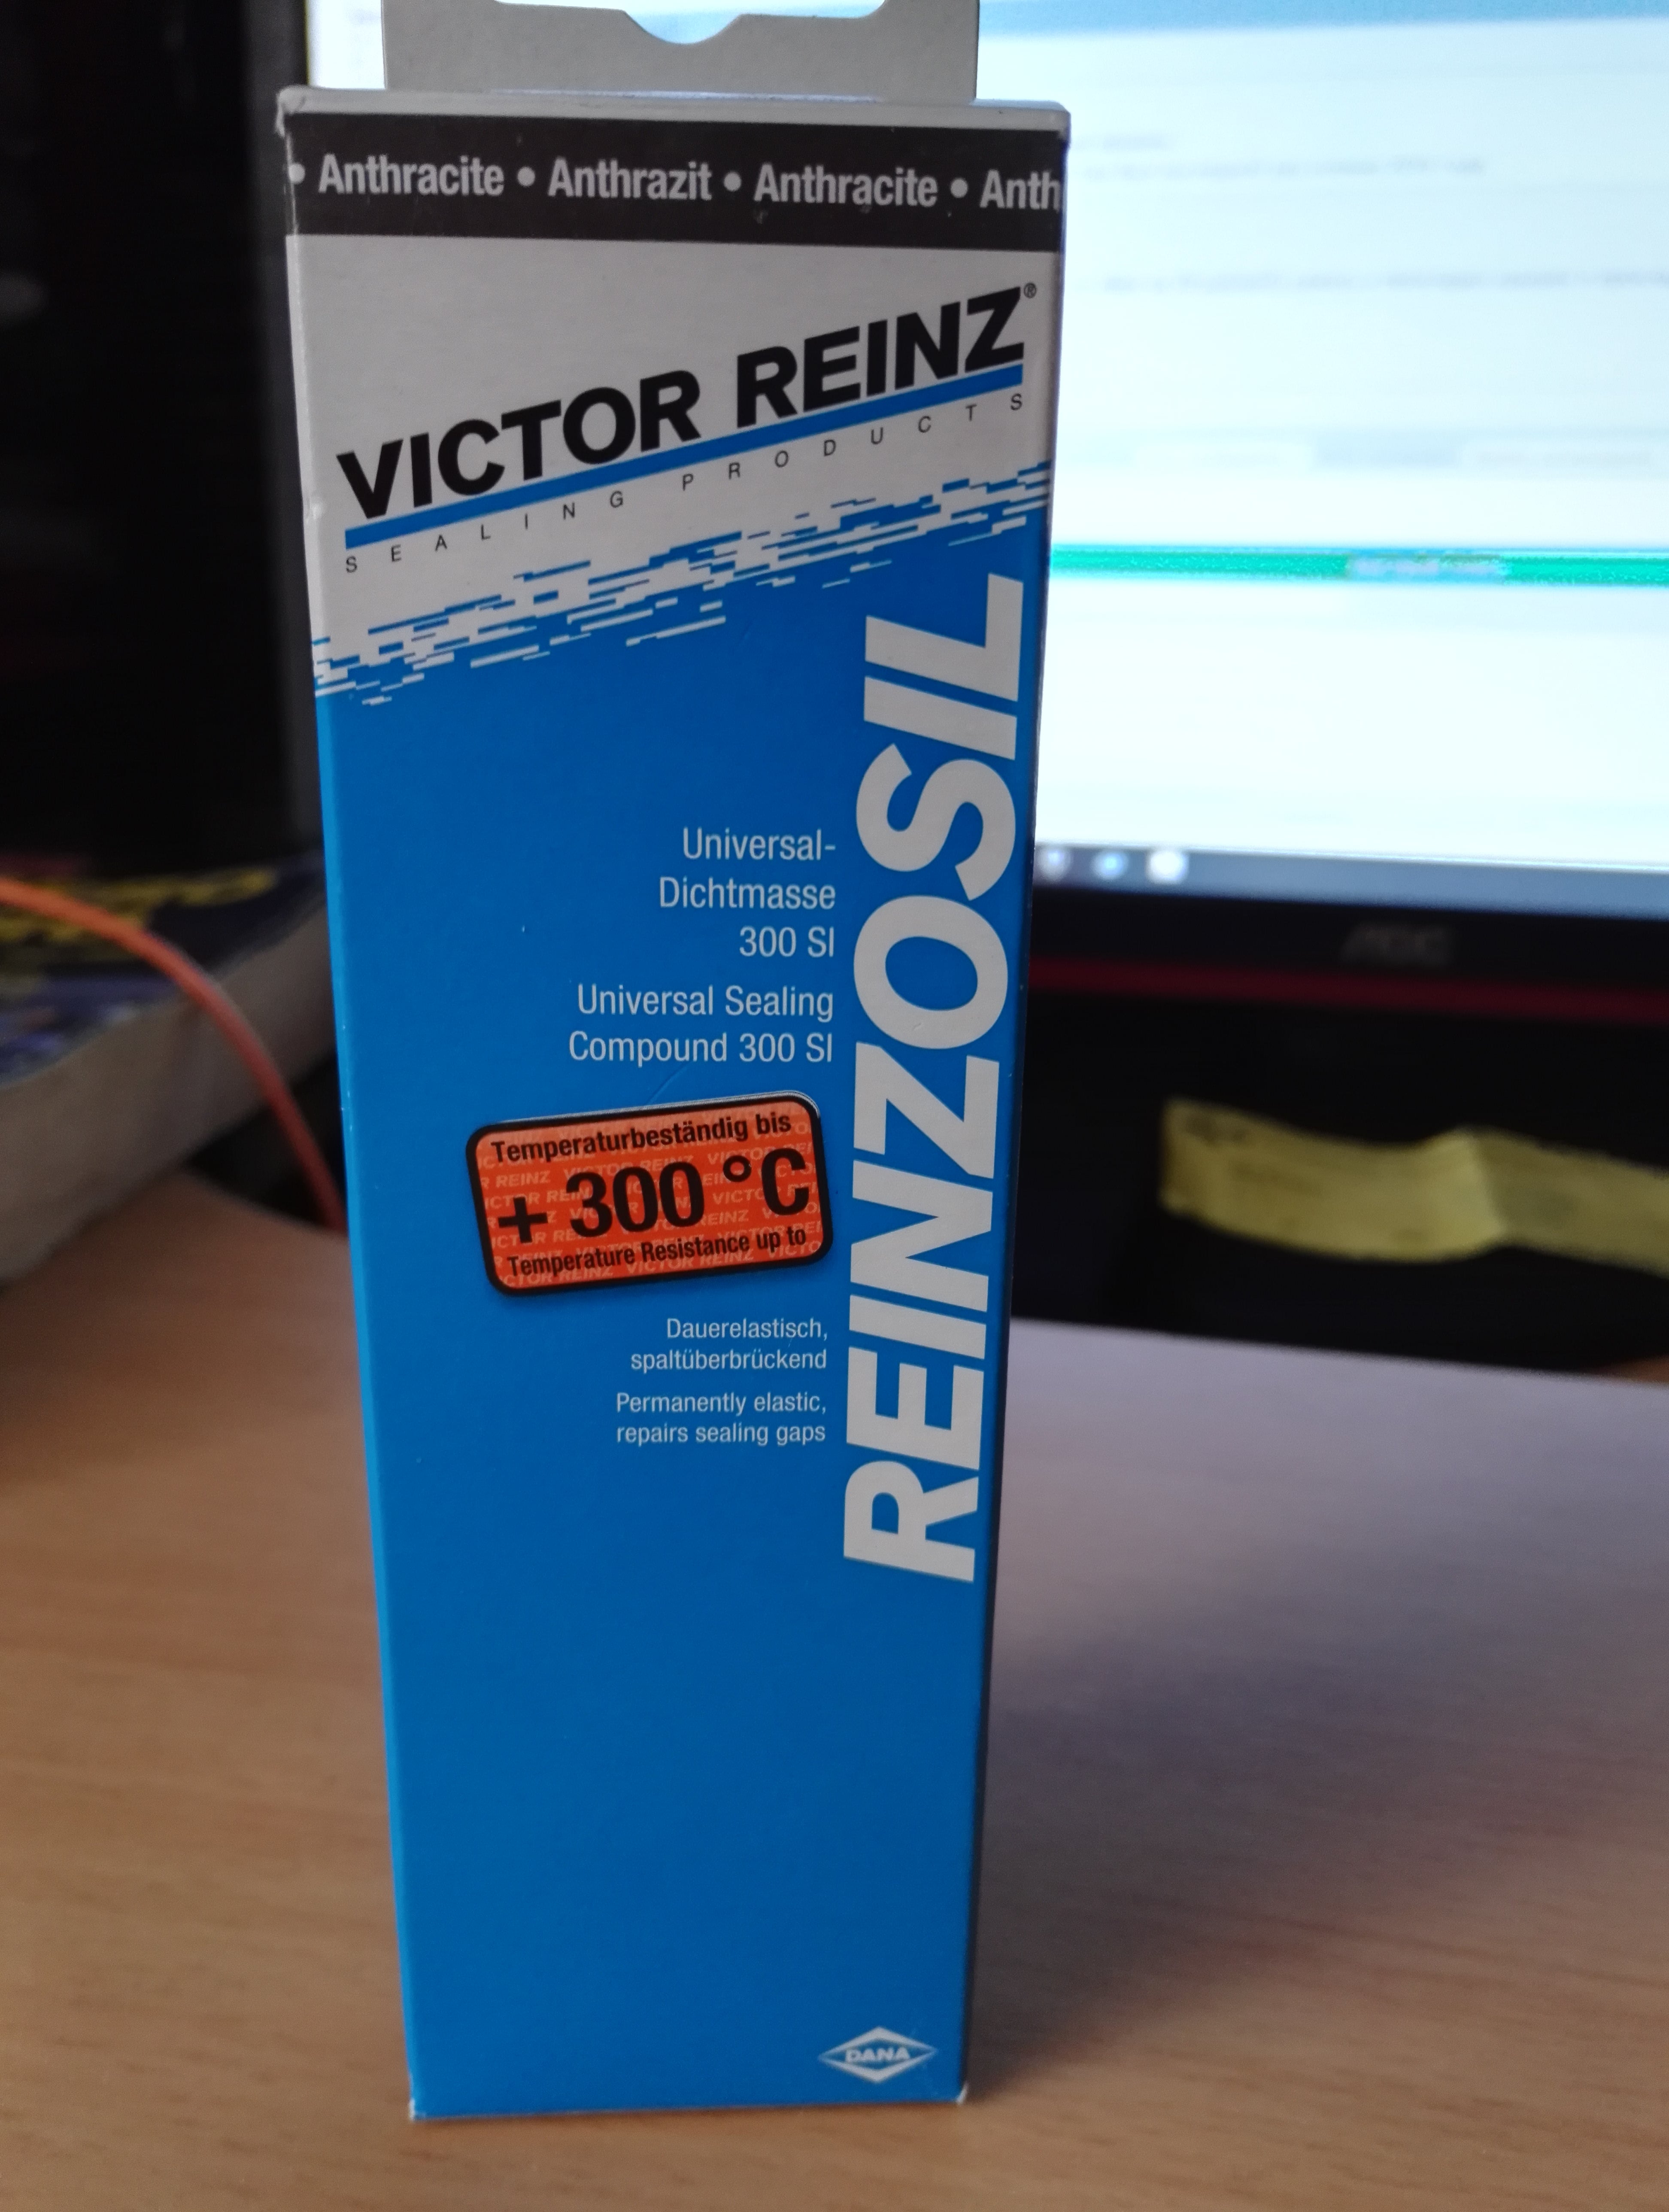 • Anthracite • Anthrazit • Anthracite • Anth
VICTOR REINZ®
SEALING PRODUCTS
REINZOSIL
Universal-
Dichtmasse
300 SI
Universal Sealing
Compound 300 SI
Temperaturbeständig bis
+ 300 °C
Temperature Resistance up to
Dauerelastisch,
spaltüberbrückend
Permanently elastic,
repairs sealing gaps
DANA
AOC